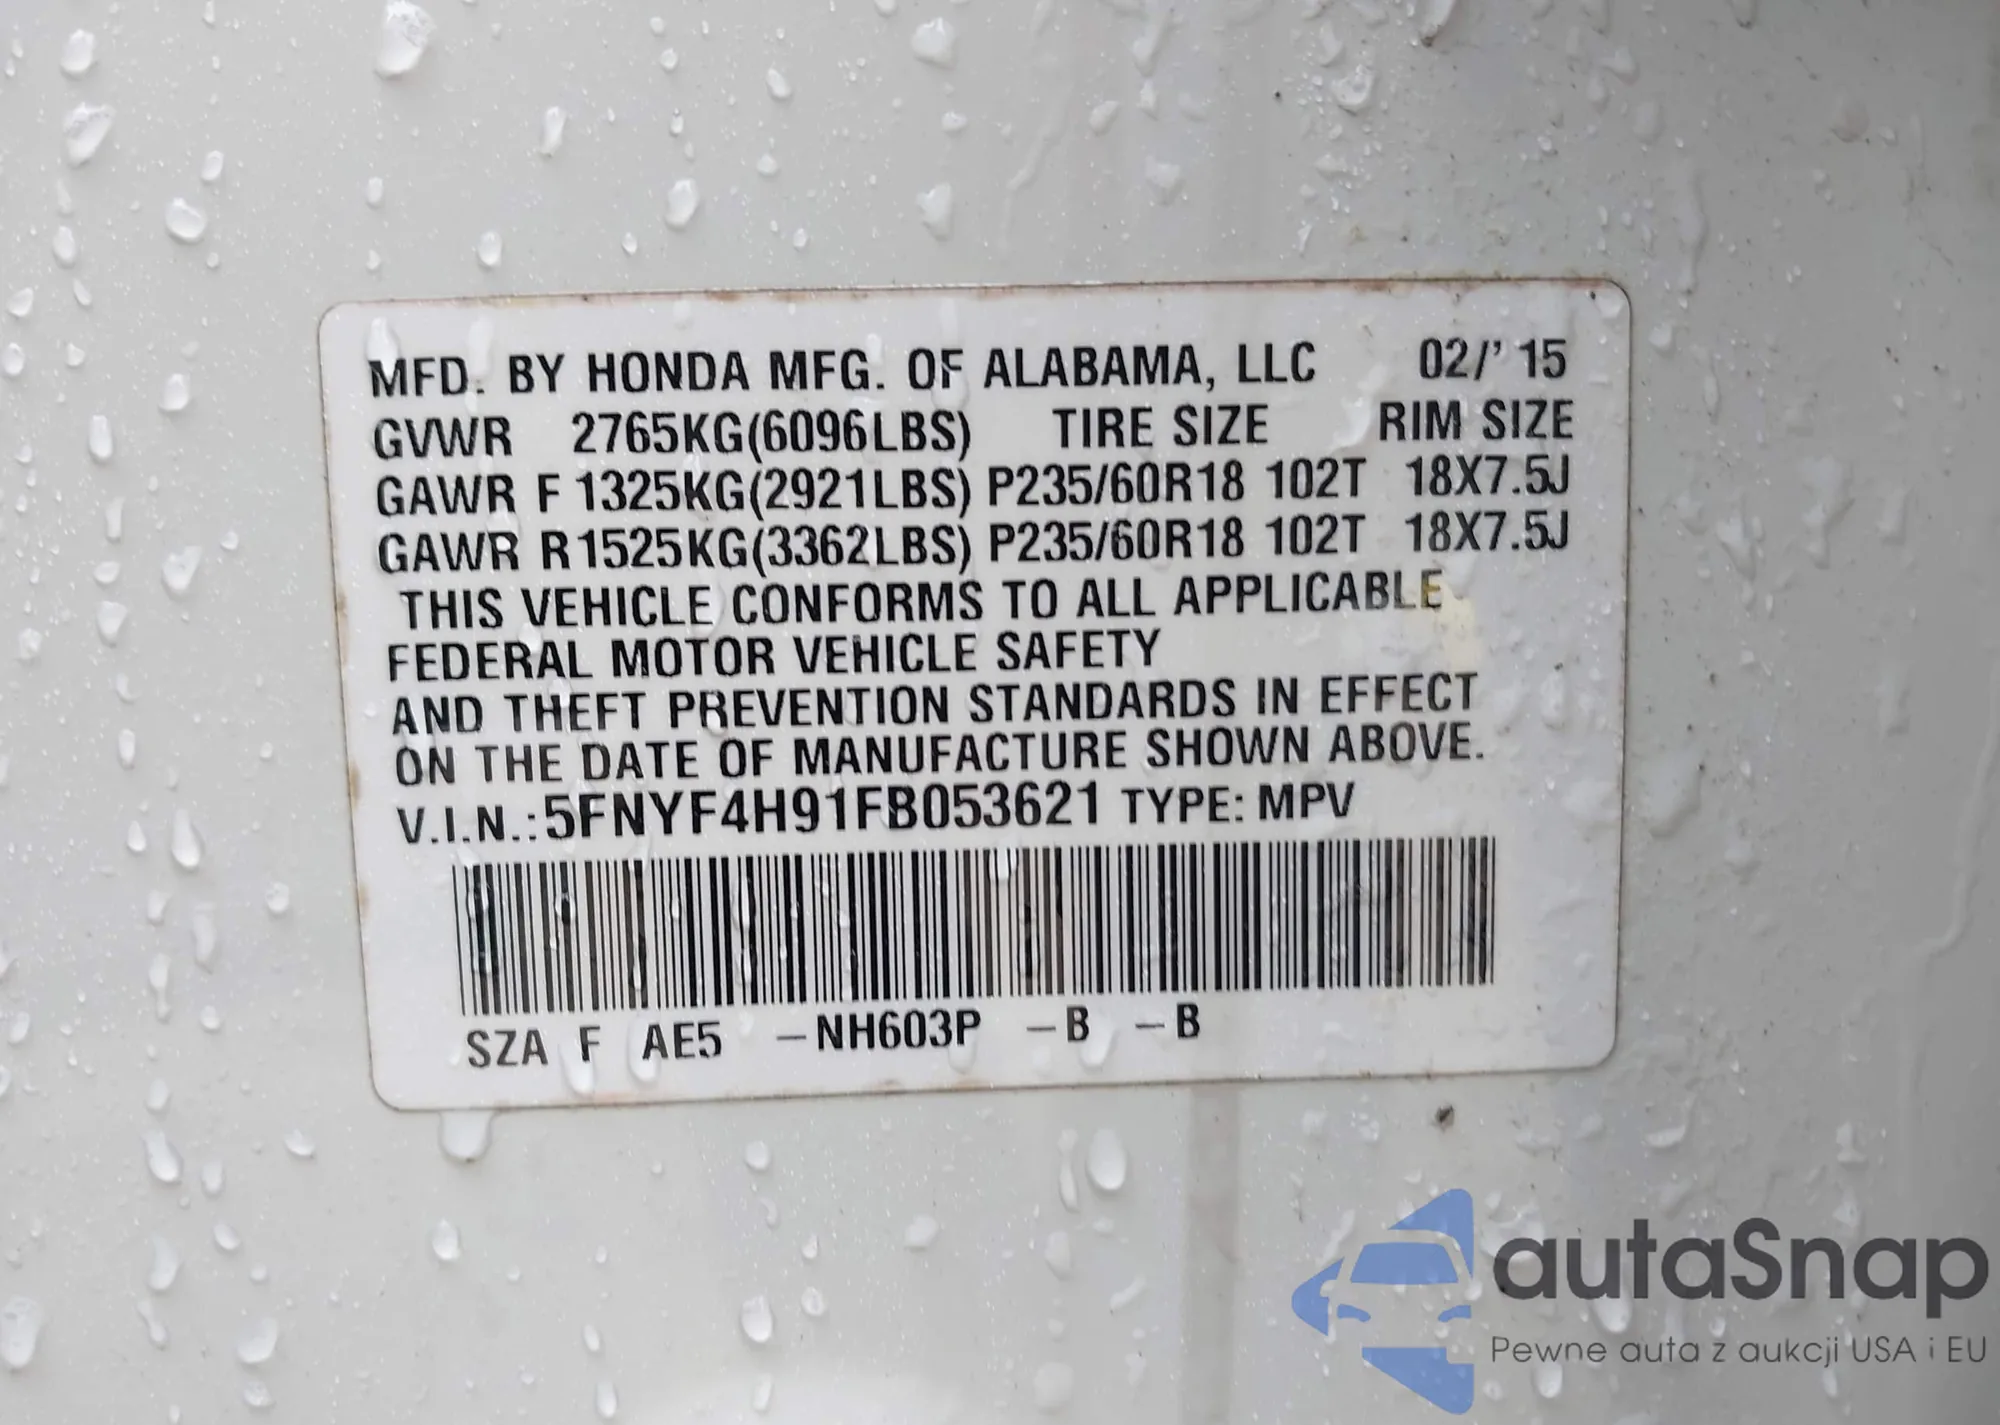 MFD. BY HONDA MFG. OF ALABAMA, LLC 02/' 15
GVWR 2765KG(6096LBS) TIRE SIZE RIM SIZE
GAWR F 1325KG(2921LBS) P235/60R18 102T 18X7.5J
GAWR R 1525KG(3362LBS) P235/60R18 102T 18X7.5J
THIS VEHICLE CONFORMS TO ALL APPLICABLE
FEDERAL MOTOR VEHICLE SAFETY
AND THEFT PREVENTION STANDARDS IN EFFECT
ON THE DATE OF MANUFACTURE SHOWN ABOVE.
V.I.N.:5FNYF4H91FB053621 TYPE: MPV
SZA F AE5 -NH603P -B -B
autaSnap
Pewne auta z aukcji USA i EU